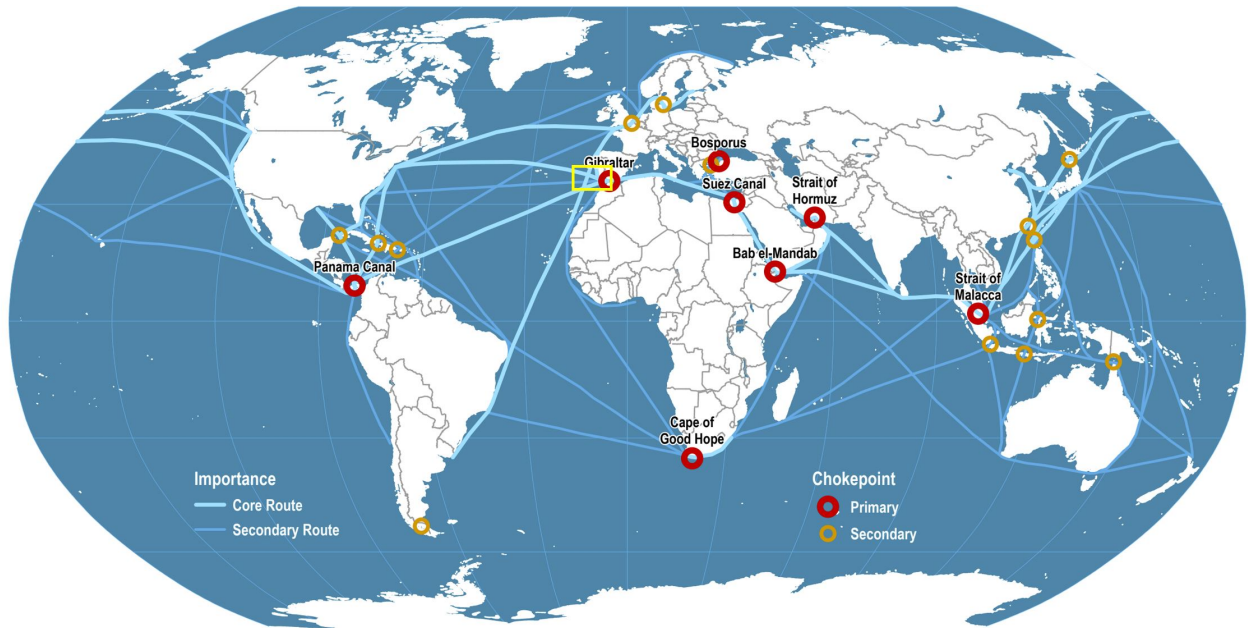 Bosporus
Gibraltar
Suez Canal
Strait of
Hormuz
Bab el-Mandab
Panama Canal
Strait of
Malacca
Cape of
Good Hope
Importance
Core Route
Secondary Route
Chokepoint
Primary
Secondary